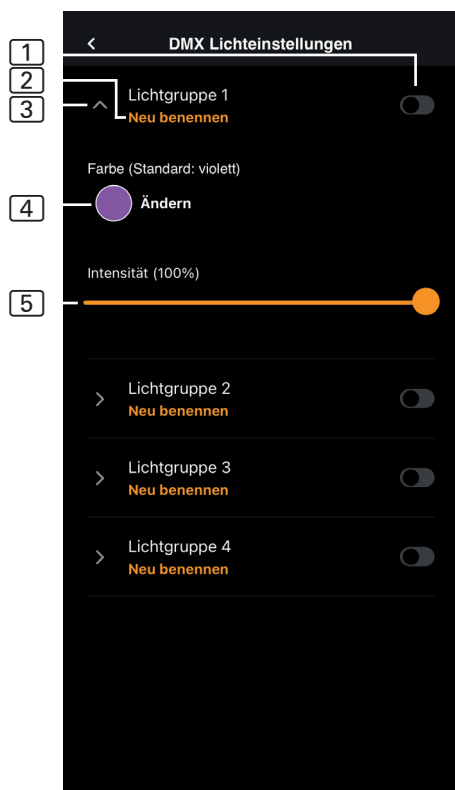 1
DMX Lichteinstellungen
2
3
Lichtgruppe 1
Neu benennen
Farbe (Standard: violett)
4
Ändern
Intensität (100%)
5
Lichtgruppe 2
Neu benennen
Lichtgruppe 3
Neu benennen
Lichtgruppe 4
Neu benennen